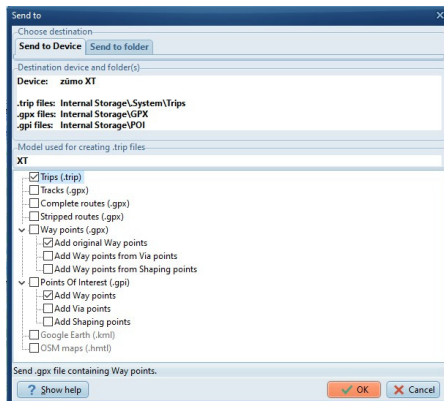 Send to
Choose destination
Send to Device Send to folder
Destination device and folder(s)
Device: zūmo XT
.trip files: Internal Storage\.System\Trips
.gpx files: Internal Storage\GPX
.gpi files: Internal Storage\POI
Model used for creating .trip files
XT
Trips (.trip)
Tracks (.gpx)
Complete routes (.gpx)
Stripped routes (.gpx)
Way points (.gpx)
Add original Way points
Add Way points from Via points
Add Way points from Shaping points
Points Of Interest (.gpi)
Add Way points
Add Via points
Add Shaping points
Google Earth (.kml)
OSM maps (.hmtl)
Send .gpx file containing Way points.
? Show help OK Cancel